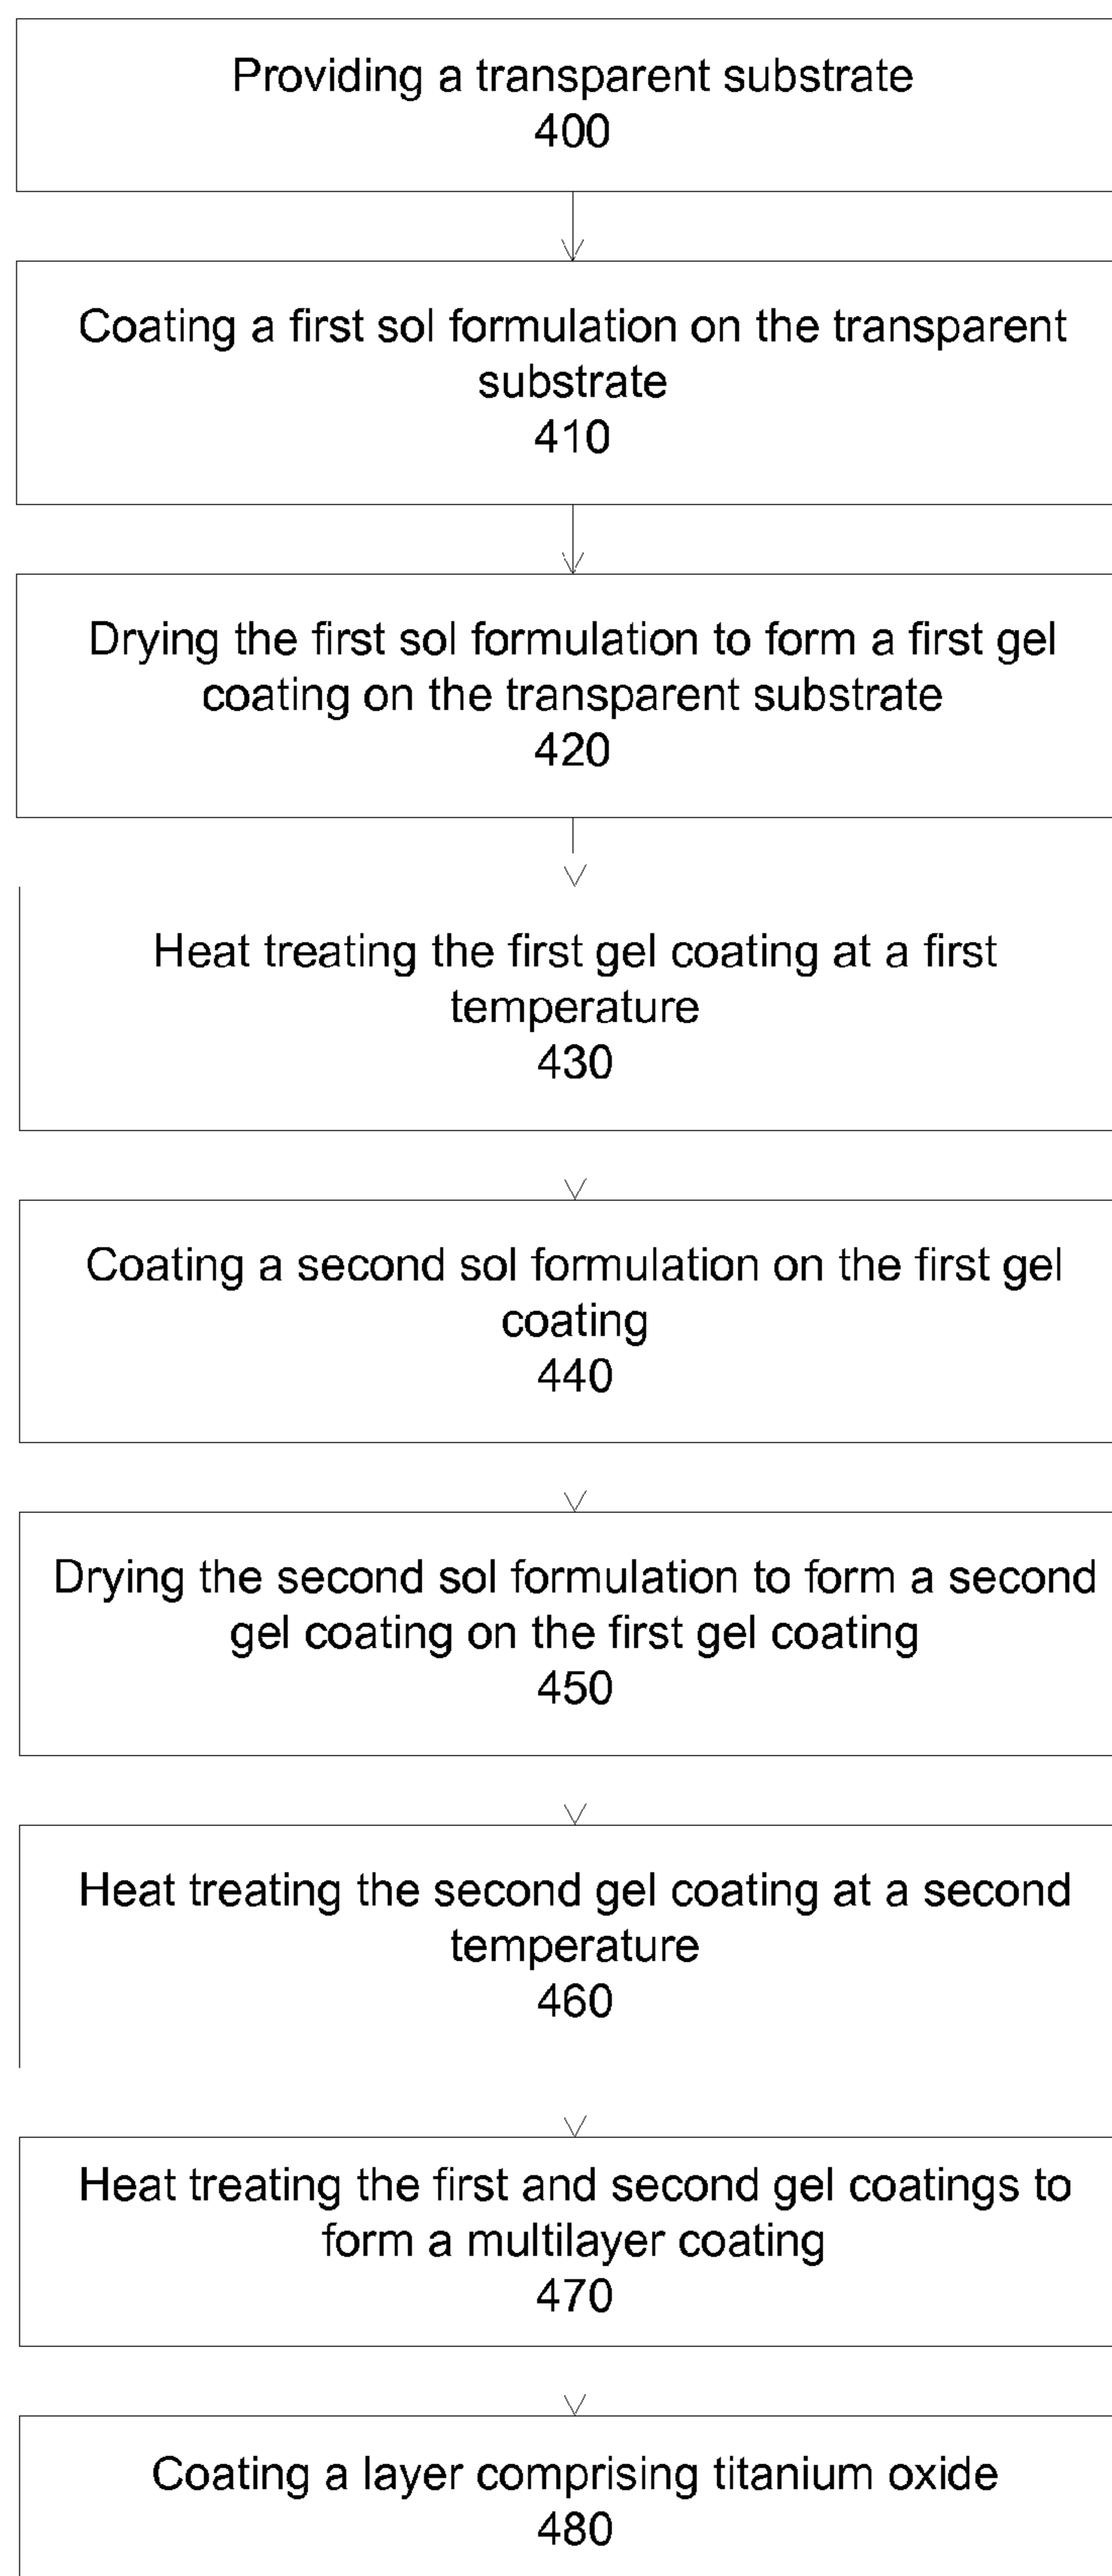 Providing a transparent substrate
400
Coating a first sol formulation on the transparent
substrate
410
Drying the first sol formulation to form a first gel
coating on the transparent substrate
420
Heat treating the first gel coating at a first
temperature
430
Coating a second sol formulation on the first gel
coating
440
Drying the second sol formulation to form a second
gel coating on the first gel coating
450
Heat treating the second gel coating at a second
temperature
460
Heat treating the first and second gel coatings to
form a multilayer coating
470
Coating a layer comprising titanium oxide
480